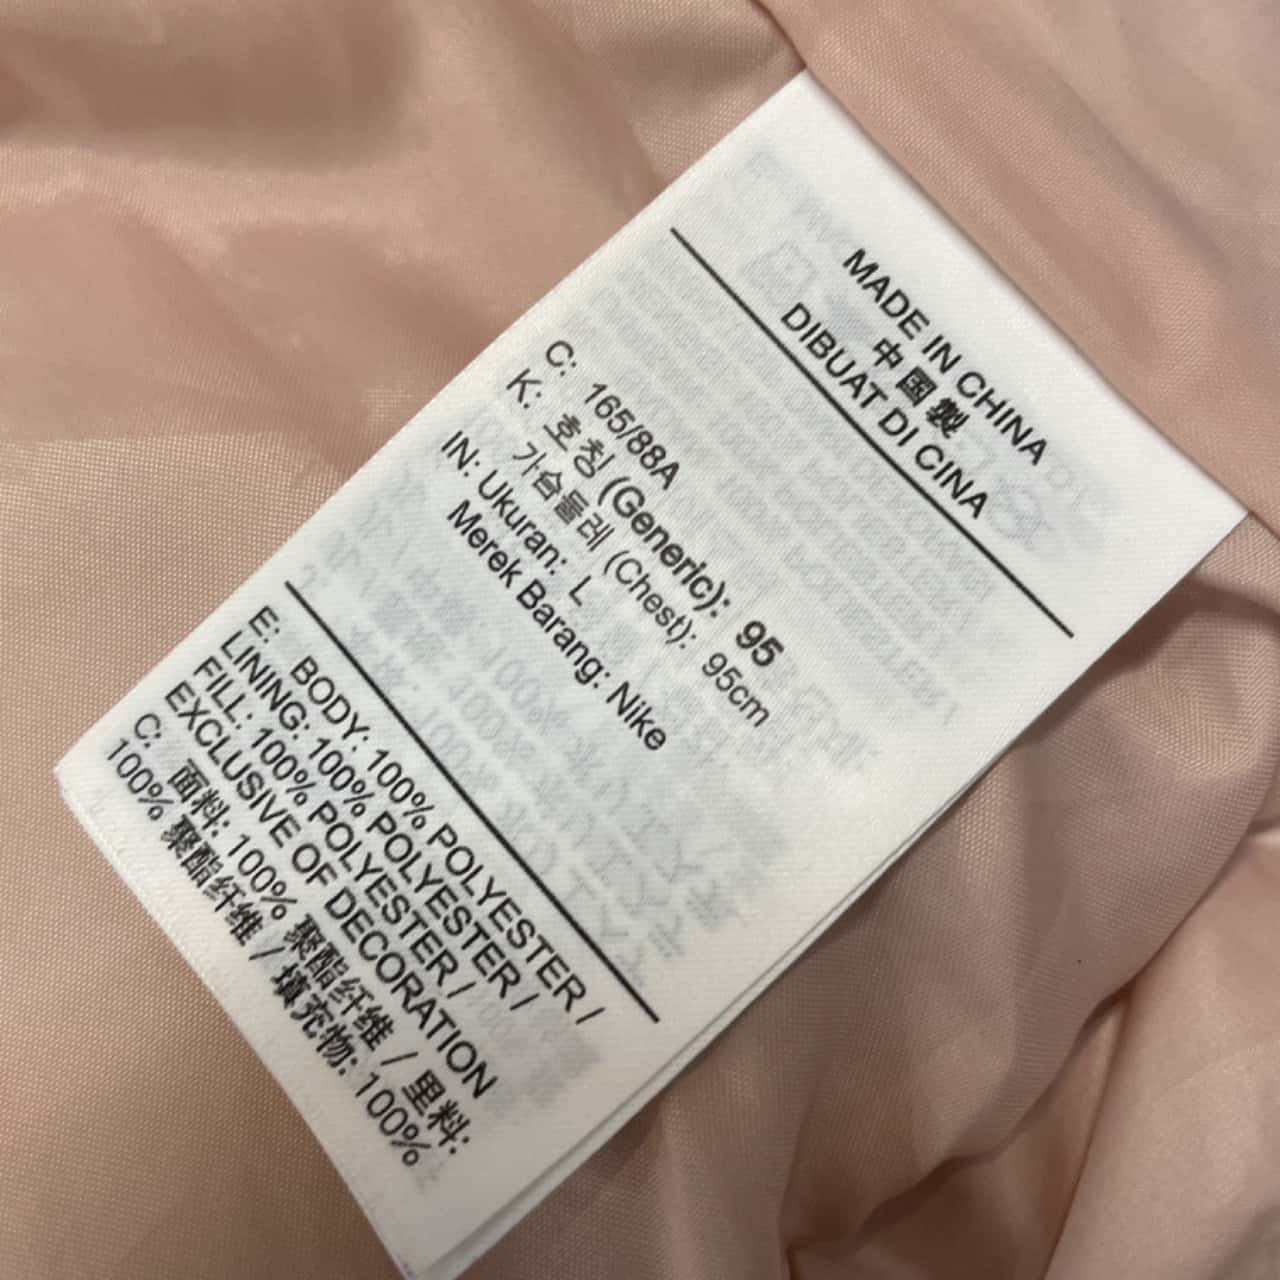 MADE IN CHINA
中国製
DIBUAT DI CINA
C: 165/88A
K: 호칭 (Generic): 95
가슴둘레 (Chest): 95cm
IN: Ukuran: L
Merek Barang: Nike
E: BODY: 100% POLYESTER /
LINING: 100% POLYESTER /
FILL: 100% POLYESTER /
EXCLUSIVE OF DECORATION
C: 面料: 100% 聚酯纤维 / 里料:
100% 聚酯纤维 / 填充物: 100%